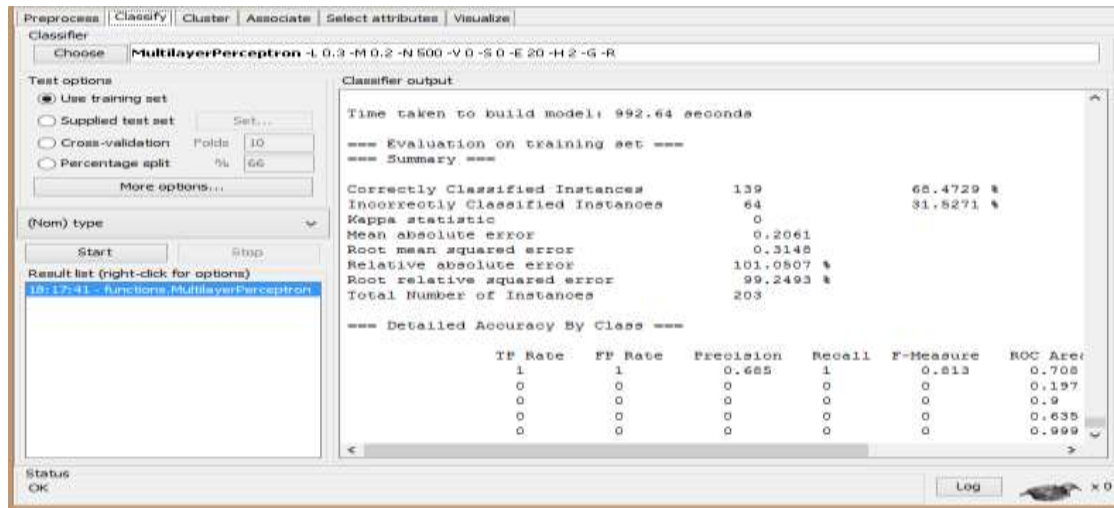 Preprocess Classify Cluster Associate Select attributes Visualize
Classifier
Choose MultilayerPerceptron -L 0.3 -M 0.2 -N 500 -V 0 -S 0 -E 20 -H 2 -G -R
Test options
Use training set
Supplied test set Set...
Cross-validation Folds 10
Percentage split % 66
More options...
(Nom) type
Start Stop
Result list (right-click for options)
18:17:41 - functions.MultilayerPerceptron
Classifier output
Time taken to build model: 992.64 seconds
=== Evaluation on training set ===
=== Summary ===
Correctly Classified Instances 139 68.4729 %
Incorrectly Classified Instances 64 31.5271 %
Kappa statistic 0
Mean absolute error 0.2061
Root mean squared error 0.3148
Relative absolute error 101.0507 %
Root relative squared error 99.2493 %
Total Number of Instances 203
=== Detailed Accuracy By Class ===
TP Rate FP Rate Precision Recall F-Measure ROC Area
1 1 0.685 1 0.813 0.708
0 0 0 0 0 0.197
0 0 0 0 0 0.9
0 0 0 0 0 0.635
0 0 0 0 0 0.999
Status
OK
Log x 0